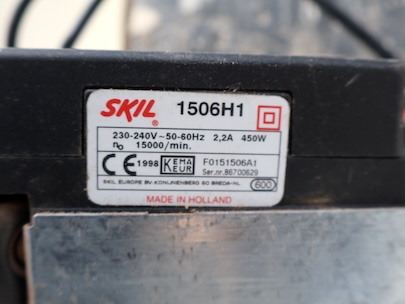 SKIL® 1506H1
230-240V~50-60Hz 2,2A 450W
n0 15000/min.
CE 1998 KEMA KEUR F0151506A1
Ser.nr.86700629
SKIL EUROPE BV KONIJNENBERG 60 BREDA-NL 600
MADE IN HOLLAND